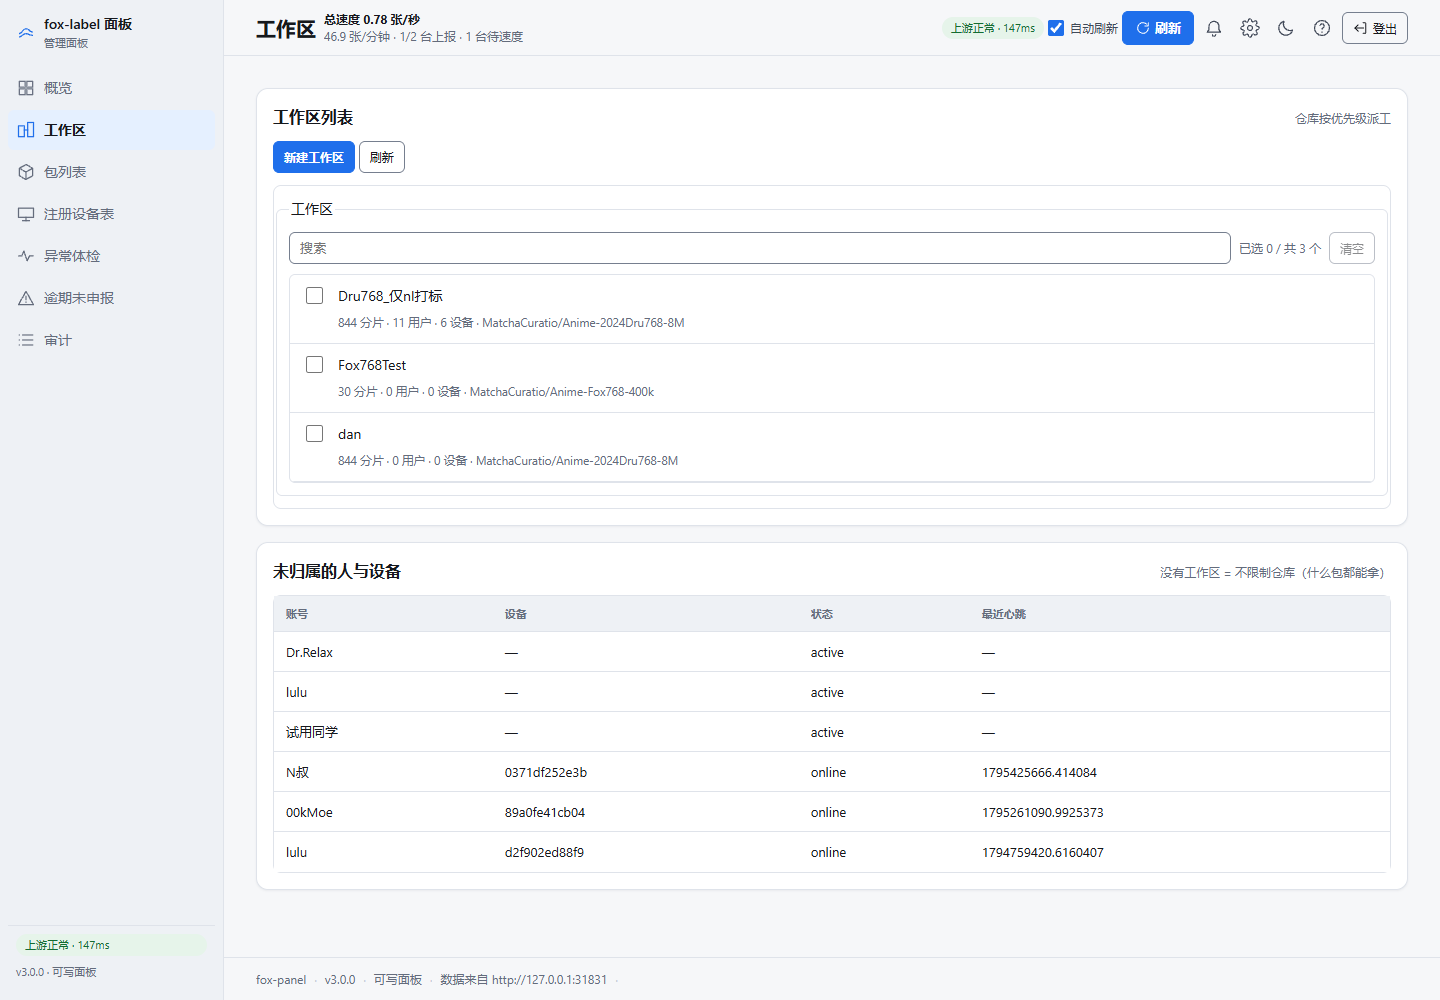 fox-label 面板
管理面板
概览
工作区
包列表
注册设备表
异常体检
逾期未申报
审计
上游正常 · 147ms
v3.0.0 · 可写面板
工作区
总速度 0.78 张/秒
46.9 张/分钟 · 1/2 台上报 · 1 台待速度
上游正常 · 147ms
自动刷新
刷新
登出
工作区列表
仓库按优先级派工
新建工作区
刷新
工作区
搜索
已选 0 / 共 3 个
清空
Dru768_仅nl打标
844 分片 · 11 用户 · 6 设备 · MatchaCuratio/Anime-2024Dru768-8M
Fox768Test
30 分片 · 0 用户 · 0 设备 · MatchaCuratio/Anime-Fox768-400k
dan
844 分片 · 0 用户 · 0 设备 · MatchaCuratio/Anime-2024Dru768-8M
未归属的人与设备
没有工作区 = 不限制仓库（什么包都能拿）
账号 设备 状态 最近心跳
Dr.Relax — active —
lulu — active —
试用同学 — active —
N叔 0371df252e3b online 1795425666.414084
00kMoe 89a0fe41cb04 online 1795261090.9925373
lulu d2f902ed88f9 online 1794759420.6160407
fox-panel · v3.0.0 · 可写面板 · 数据来自 http://127.0.0.1:31831 ·